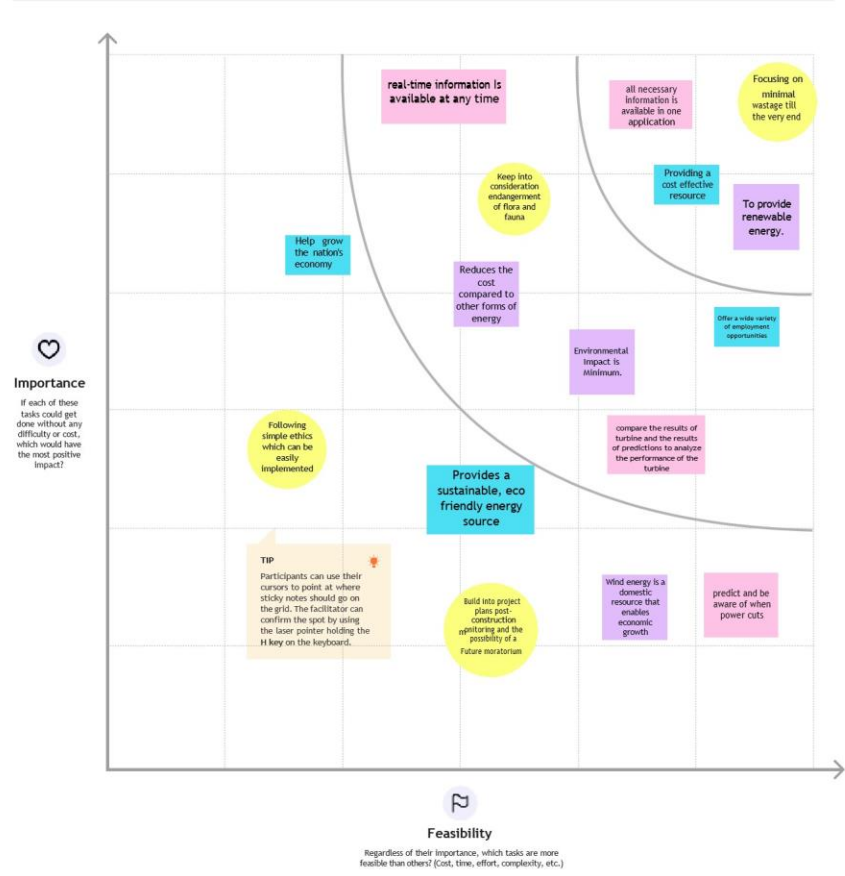 real-time information Is
available at any time
all necessary
information is
available in one
application
Focusing on
minimal
wastage till
the very end
Keep into
consideration
endangerment
of flora and
fauna
Providing a
cost effective
resource
To provide
renewable
energy.
Help grow
the nation's
economy
Reduces the
cost
compared to
other forms of
energy
Offer a wide variety
of employment
opportunities
Environmental
Impact is
Minimum.
Importance
If each of these
tasks could get
done without any
difficulty or cost,
which would have
the most positive
impact?
Following
simple ethics
which can be
easily
implemented
compare the results of
turbine and the results
of predictions to analyze
the performance of the
turbine
Provides a
sustainable, eco
friendly energy
source
TIP
Participants can use their
cursors to point at where
sticky notes should go on
the grid. The facilitator can
confirm the spot by using
the laser pointer holding the
H key on the keyboard.
Build into project
plans post-
construction
monitoring and the
possibility of a
Future moratorium
Wind energy is a
domestic
resource that
enables
economic
growth
predict and be
aware of when
power cuts
Feasibility
Regardless of their importance, which tasks are more
feasible than others? (Cost, time, effort, complexity, etc.)